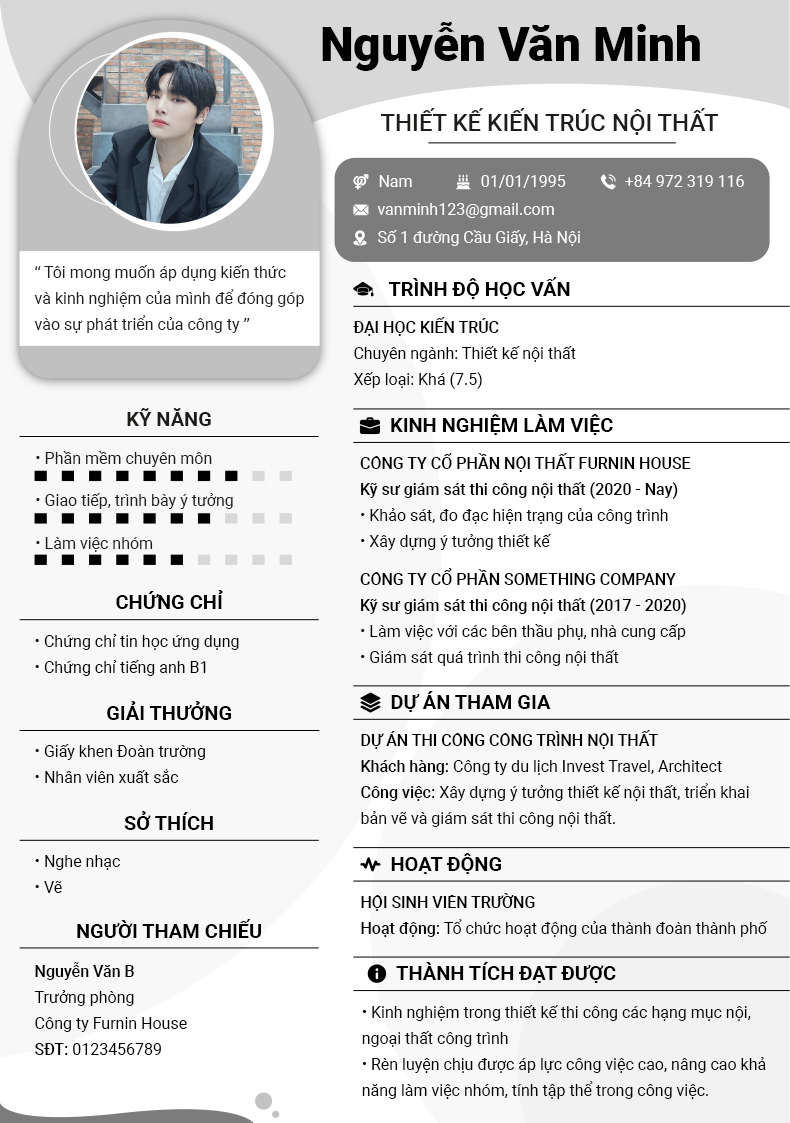 Nguyễn Văn Minh
THIẾT KẾ KIẾN TRÚC NỘI THẤT
Nam 01/01/1995 +84 972 319 116
vanminh123@gmail.com
Số 1 đường Cầu Giấy, Hà Nội
“ Tôi mong muốn áp dụng kiến thức
và kinh nghiệm của mình để đóng góp
vào sự phát triển của công ty ”
KỸ NĂNG
• Phần mềm chuyên môn
• Giao tiếp, trình bày ý tưởng
• Làm việc nhóm
CHỨNG CHỈ
• Chứng chỉ tin học ứng dụng
• Chứng chỉ tiếng anh B1
GIẢI THƯỞNG
• Giấy khen Đoàn trường
• Nhân viên xuất sắc
SỞ THÍCH
• Nghe nhạc
• Vẽ
NGƯỜI THAM CHIẾU
Nguyễn Văn B
Trưởng phòng
Công ty Furnin House
SĐT: 0123456789
TRÌNH ĐỘ HỌC VẤN
ĐẠI HỌC KIẾN TRÚC
Chuyên ngành: Thiết kế nội thất
Xếp loại: Khá (7.5)
KINH NGHIỆM LÀM VIỆC
CÔNG TY CỔ PHẦN NỘI THẤT FURNIN HOUSE
Kỹ sư giám sát thi công nội thất (2020 - Nay)
• Khảo sát, đo đạc hiện trạng của công trình
• Xây dựng ý tưởng thiết kế
CÔNG TY CỔ PHẦN SOMETHING COMPANY
Kỹ sư giám sát thi công nội thất (2017 - 2020)
• Làm việc với các bên thầu phụ, nhà cung cấp
• Giám sát quá trình thi công nội thất
DỰ ÁN THAM GIA
DỰ ÁN THI CÔNG CÔNG TRÌNH NỘI THẤT
Khách hàng: Công ty du lịch Invest Travel, Architect
Công việc: Xây dựng ý tưởng thiết kế nội thất, triển khai
bản vẽ và giám sát thi công nội thất.
HOẠT ĐỘNG
HỘI SINH VIÊN TRƯỜNG
Hoạt động: Tổ chức hoạt động của thành đoàn thành phố
THÀNH TÍCH ĐẠT ĐƯỢC
• Kinh nghiệm trong thiết kế thi công các hạng mục nội,
ngoại thất công trình
• Rèn luyện chịu được áp lực công việc cao, nâng cao khả
năng làm việc nhóm, tính tập thể trong công việc.